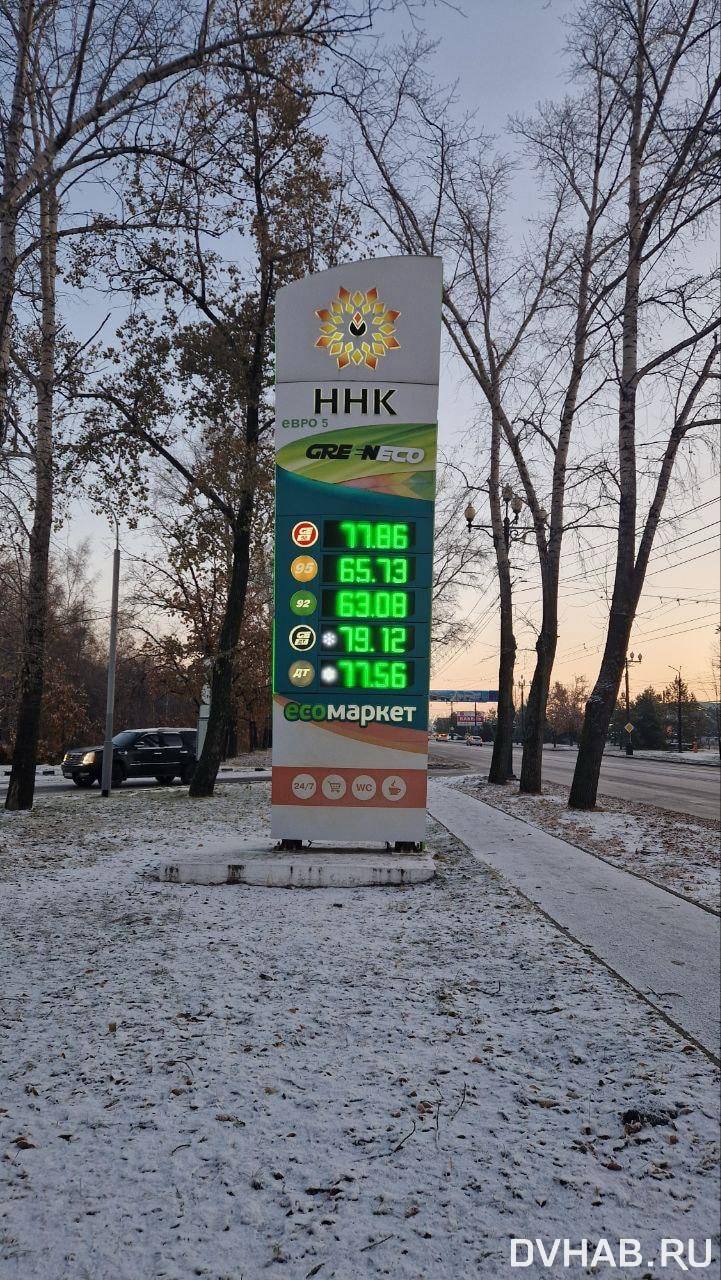 ННК
евро 5
GREENECO
77.86
95 65.73
92 63.08
79.12
ДТ 77.56
ecoмаркет
24/7 WC
DVHAB.RU